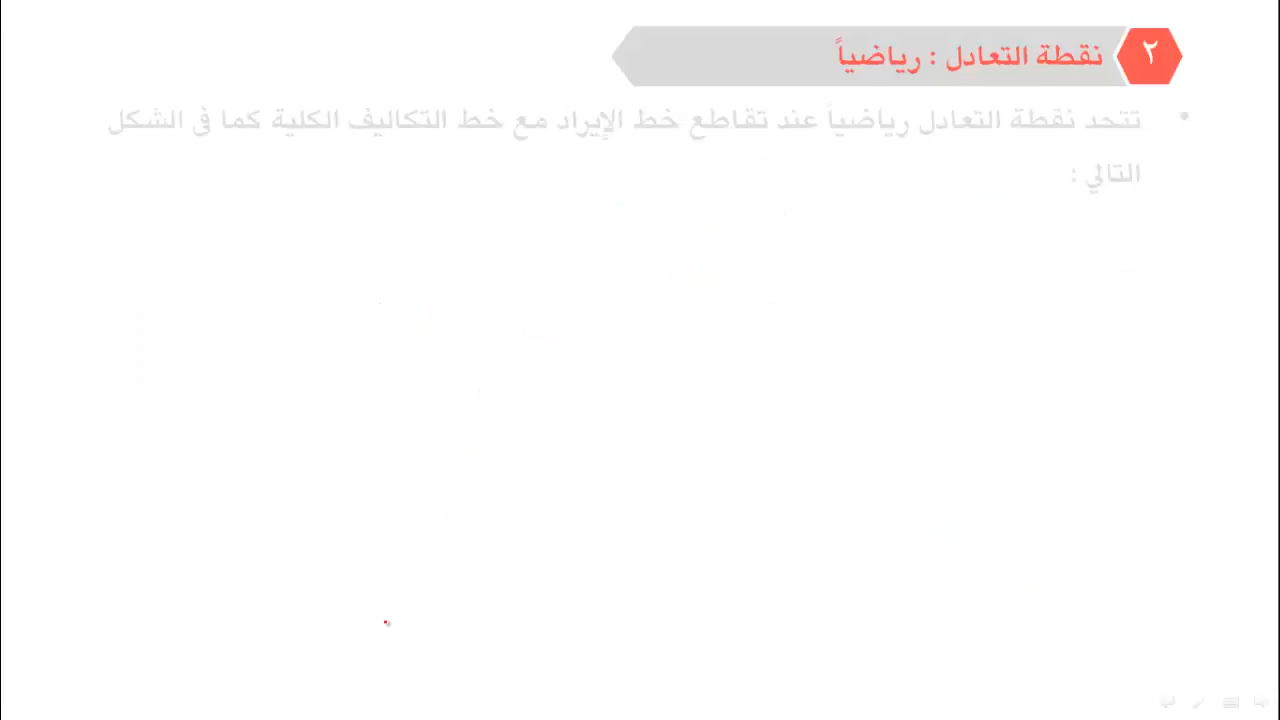 ٢
نقطة التعادل : رياضياً
• تتحد نقطة التعادل رياضياً عند تقاطع خط الإيراد مع خط التكاليف الكلية كما فى الشكل
التالي :